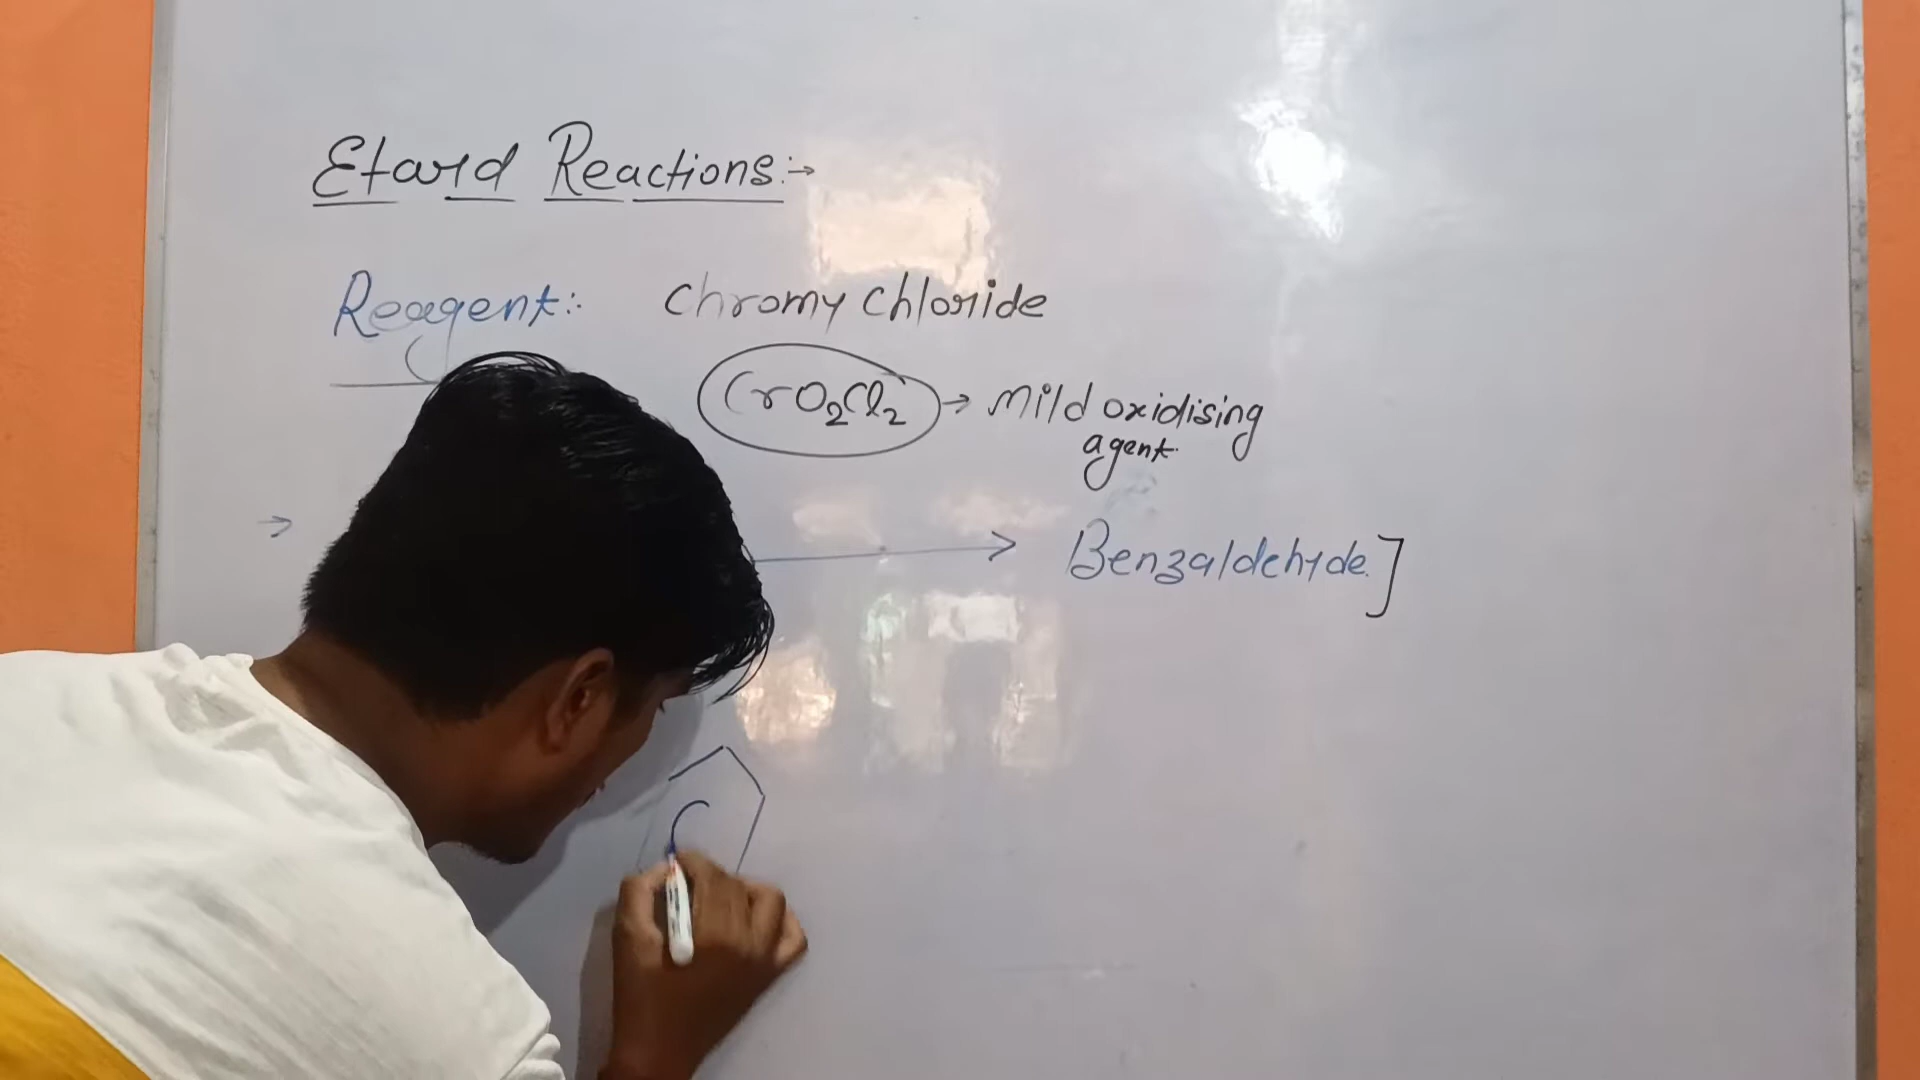 Etard Reactions:→
Reagent:- Chromy Chloride
CrO₂Cl₂ → Mild oxidising
agent.
→ → Benzaldehyde.]